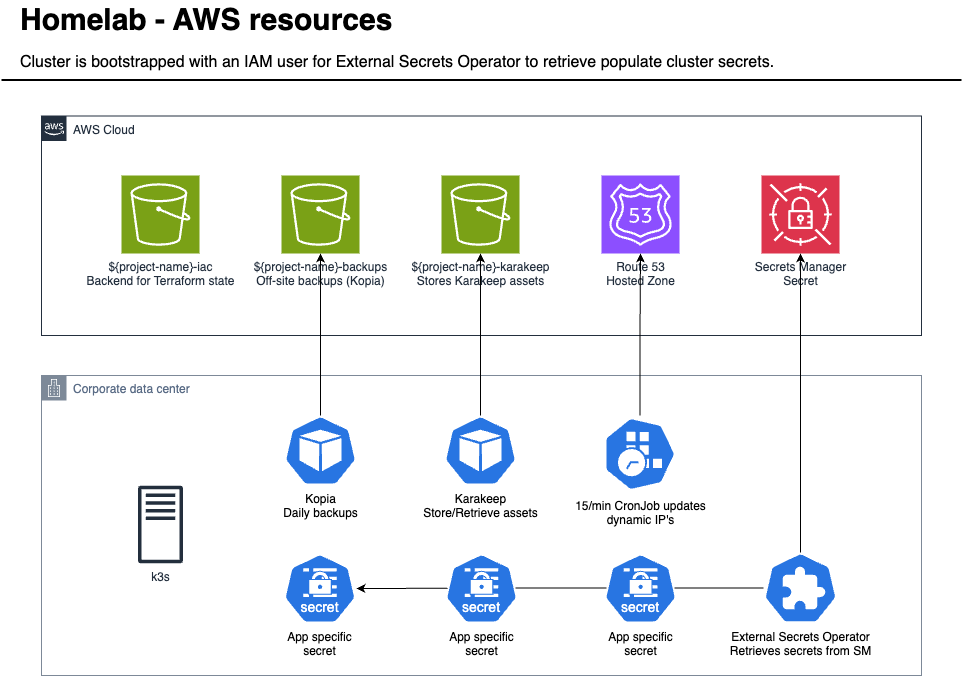 Homelab - AWS resources
Cluster is bootstrapped with an IAM user for External Secrets Operator to retrieve populate cluster secrets.
aws
AWS Cloud
53
${project-name}-iac
Backend for Terraform state
${project-name}-backups
Off-site backups (Kopia)
${project-name}-karakeep
Stores Karakeep assets
Route 53
Hosted Zone
Secrets Manager
Secret
Corporate data center
Kopia
Daily backups
Karakeep
Store/Retrieve assets
15/min CronJob updates
dynamic IP's
k3s
secret
App specific
secret
secret
App specific
secret
secret
App specific
secret
External Secrets Operator
Retrieves secrets from SM